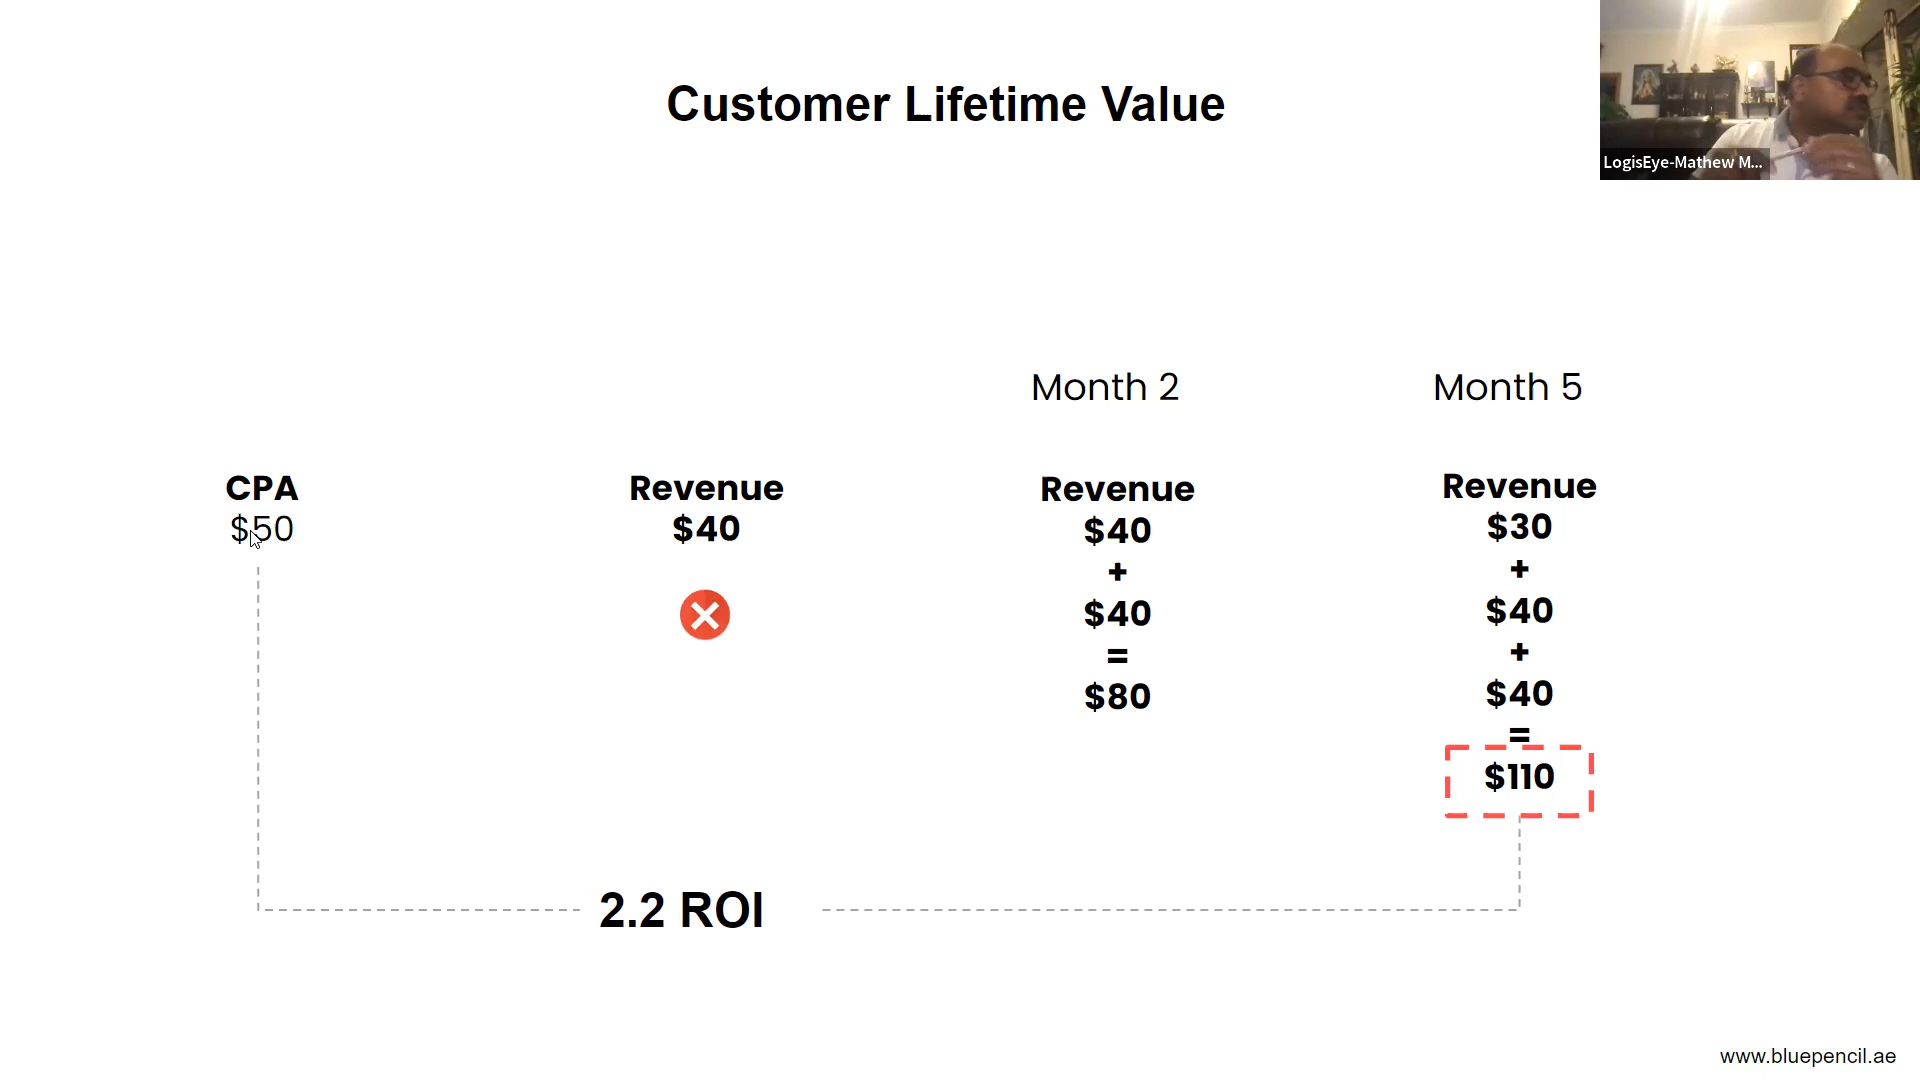 Customer Lifetime Value
LogisEye-Mathew M...
Month 2
Month 5
CPA
$50
Revenue
$40
Revenue
$40
+
$40
=
$80
Revenue
$30
+
$40
+
$40
=
$110
2.2 ROI
www.bluepencil.ae